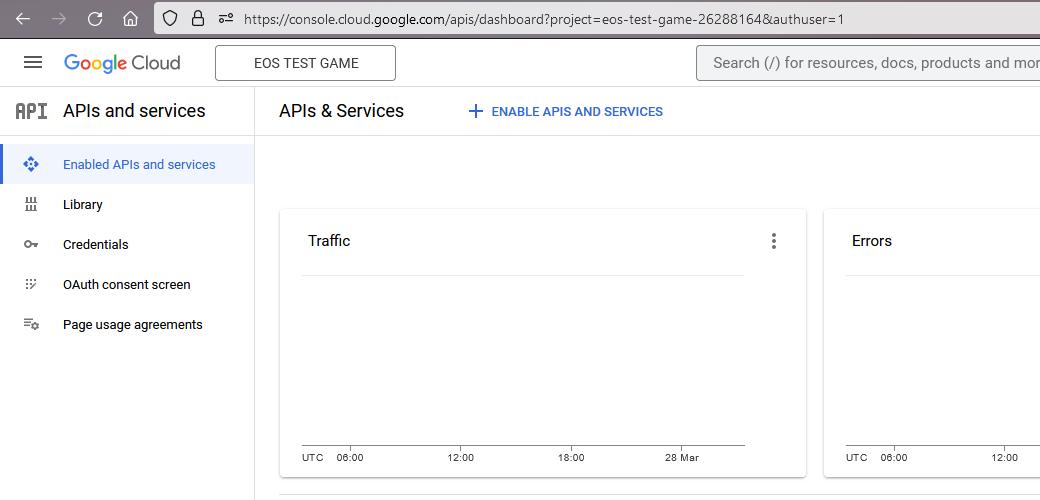 https://console.cloud.google.com/apis/dashboard?project=eos-test-game-26288164&authuser=1
Google Cloud
EOS TEST GAME
Search (/) for resources, docs, products and mor
API APIs and services
APIs & Services
+ ENABLE APIS AND SERVICES
Enabled APIs and services
Library
Credentials
OAuth consent screen
Page usage agreements
Traffic
UTC 06:00 12:00 18:00 28 Mar
Errors
UTC 06:00 12:00